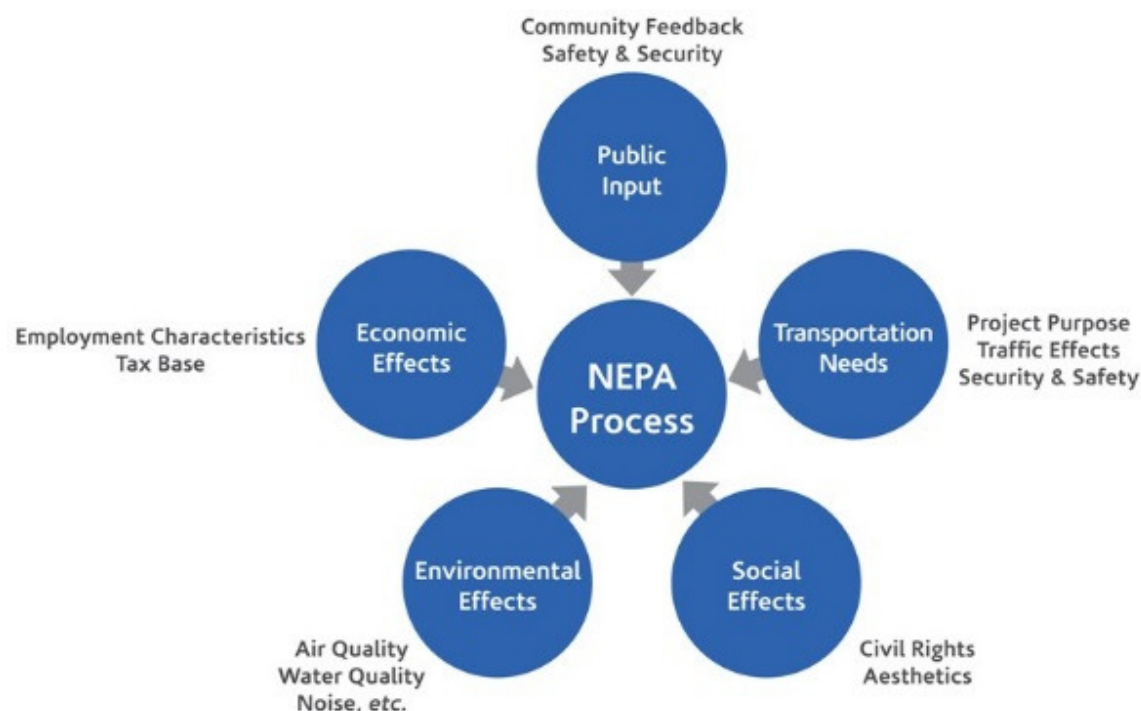 Community Feedback
Safety & Security
Public
Input
Employment Characteristics
Tax Base
Economic
Effects
NEPA
Process
Transportation
Needs
Project Purpose
Traffic Effects
Security & Safety
Environmental
Effects
Air Quality
Water Quality
Noise, etc.
Social
Effects
Civil Rights
Aesthetics